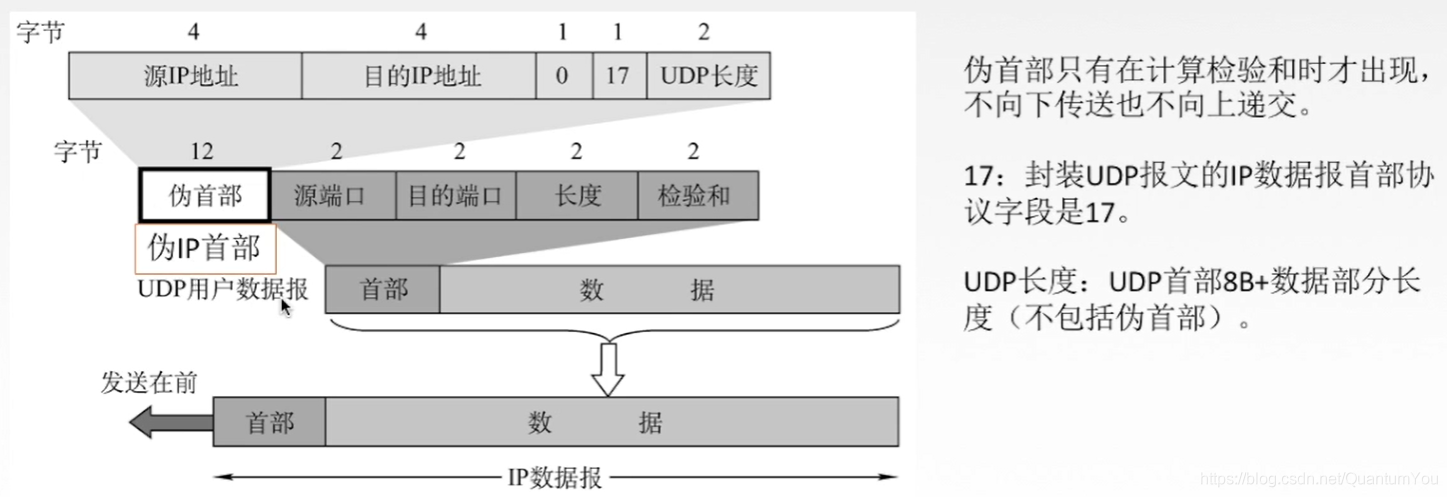 字节 4 4 1 1 2
源IP地址 目的IP地址 0 17 UDP长度
字节 12 2 2 2 2
伪首部 源端口 目的端口 长度 检验和
伪IP首部
UDP用户数据报 首部 数 据
发送在前
首部 数 据
IP数据报
伪首部只有在计算检验和时才出现，
不向下传送也不向上递交。
17：封装UDP报文的IP数据报首部协
议字段是17。
UDP长度：UDP首部8B+数据部分长
度（不包括伪首部）。
https://blog.csdn.net/QuantumYou